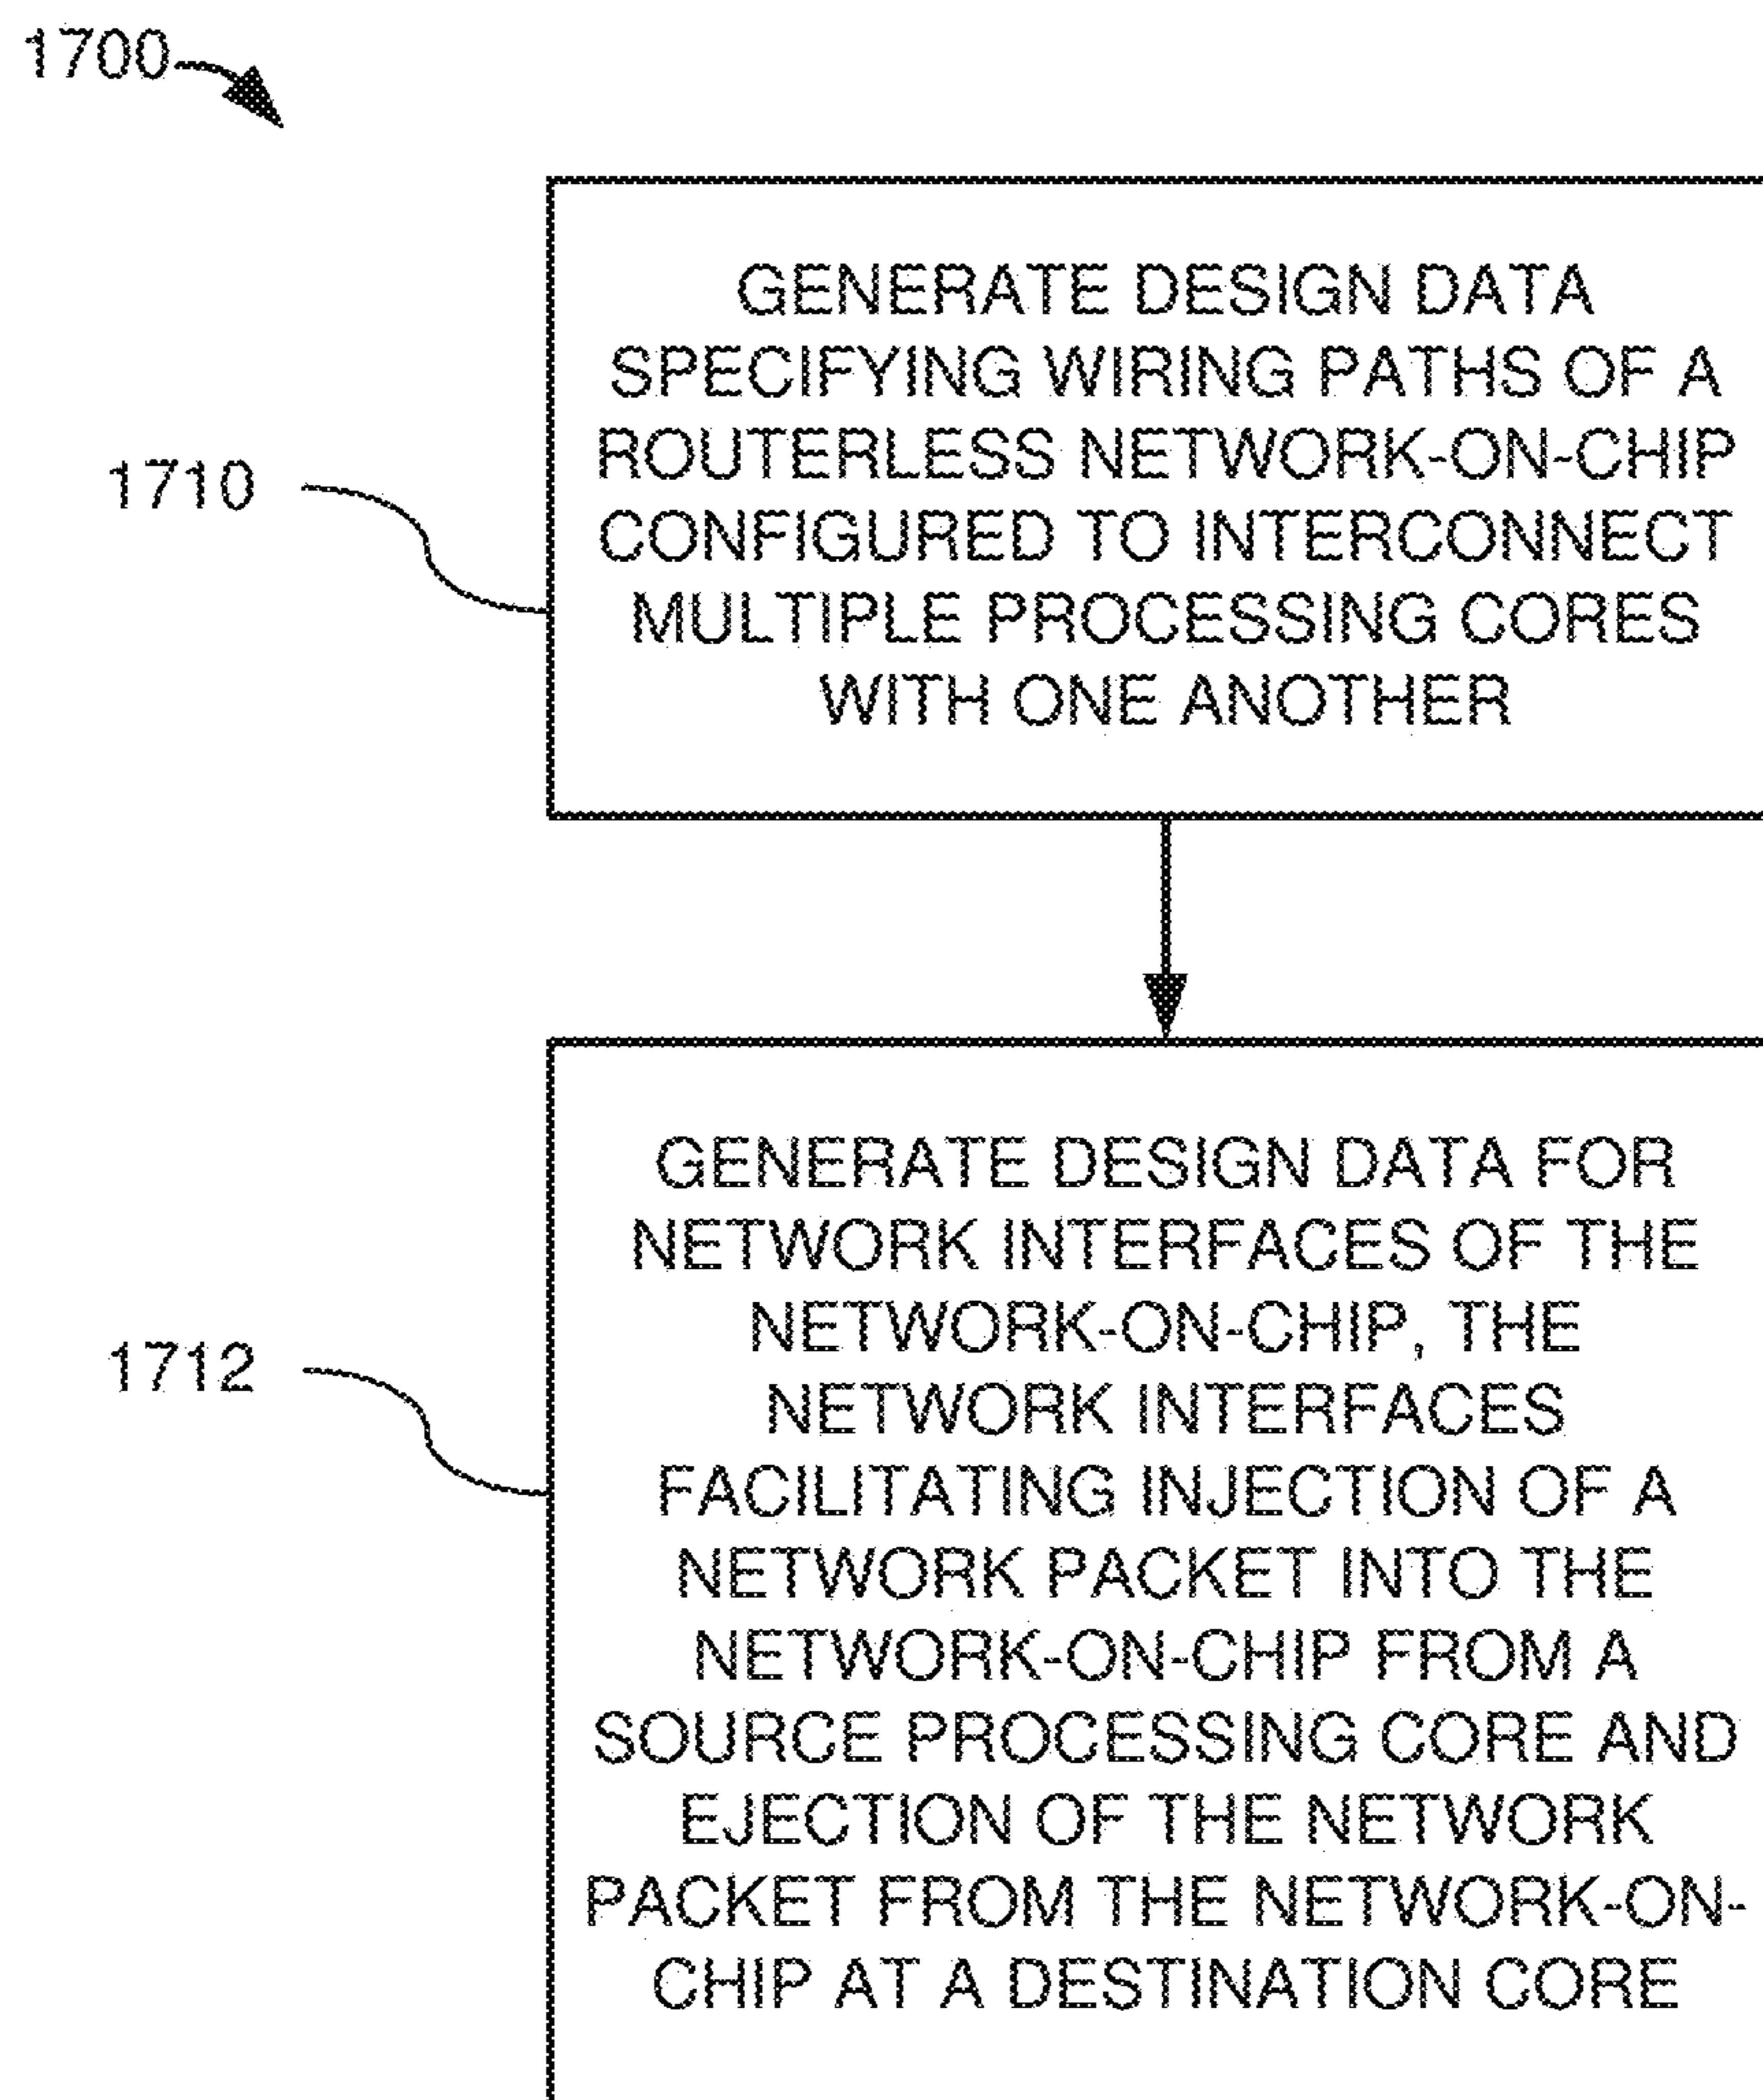 1700
GENERATE DESIGN DATA
SPECIFYING WIRING PATHS OF A
ROUTERLESS NETWORK-ON-CHIP
1710
CONFIGURED TO INTERCONNECT
MULTIPLE PROCESSING CORES
WITH ONE ANOTHER
GENERATE DESIGN DATA FOR
NETWORK INTERFACES OF THE
NETWORK-ON-CHIP, THE
1712
NETWORK INTERFACES
FACILITATING INJECTION OF A
NETWORK PACKET INTO THE
NETWORK-ON-CHIP FROM A
SOURCE PROCESSING CORE AND
EJECTION OF THE NETWORK
PACKET FROM THE NETWORK-ON-
CHIP AT A DESTINATION CORE